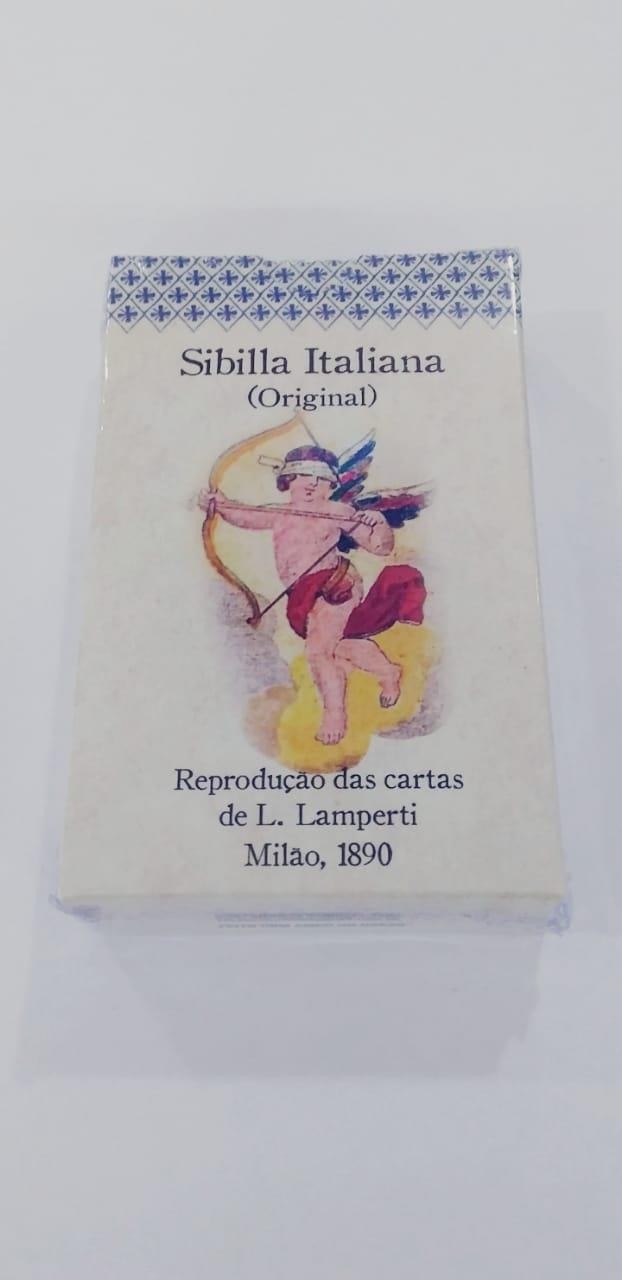 Sibilla Italiana
(Original)
Reprodução das cartas
de L. Lamperti
Milão, 1890